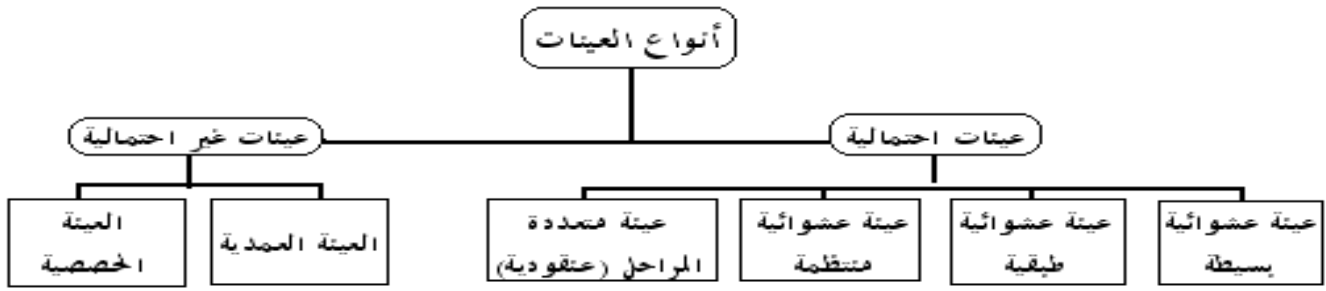 أنواع العينات
عينات احتمالية
عينات غير احتمالية
عينة عشوائية
بسيطة
عينة عشوائية
طبقية
عينة عشوائية
منتظمة
عينة متعددة
المراحل (عنقودية)
العينة العمدية
العينة
الحصصية